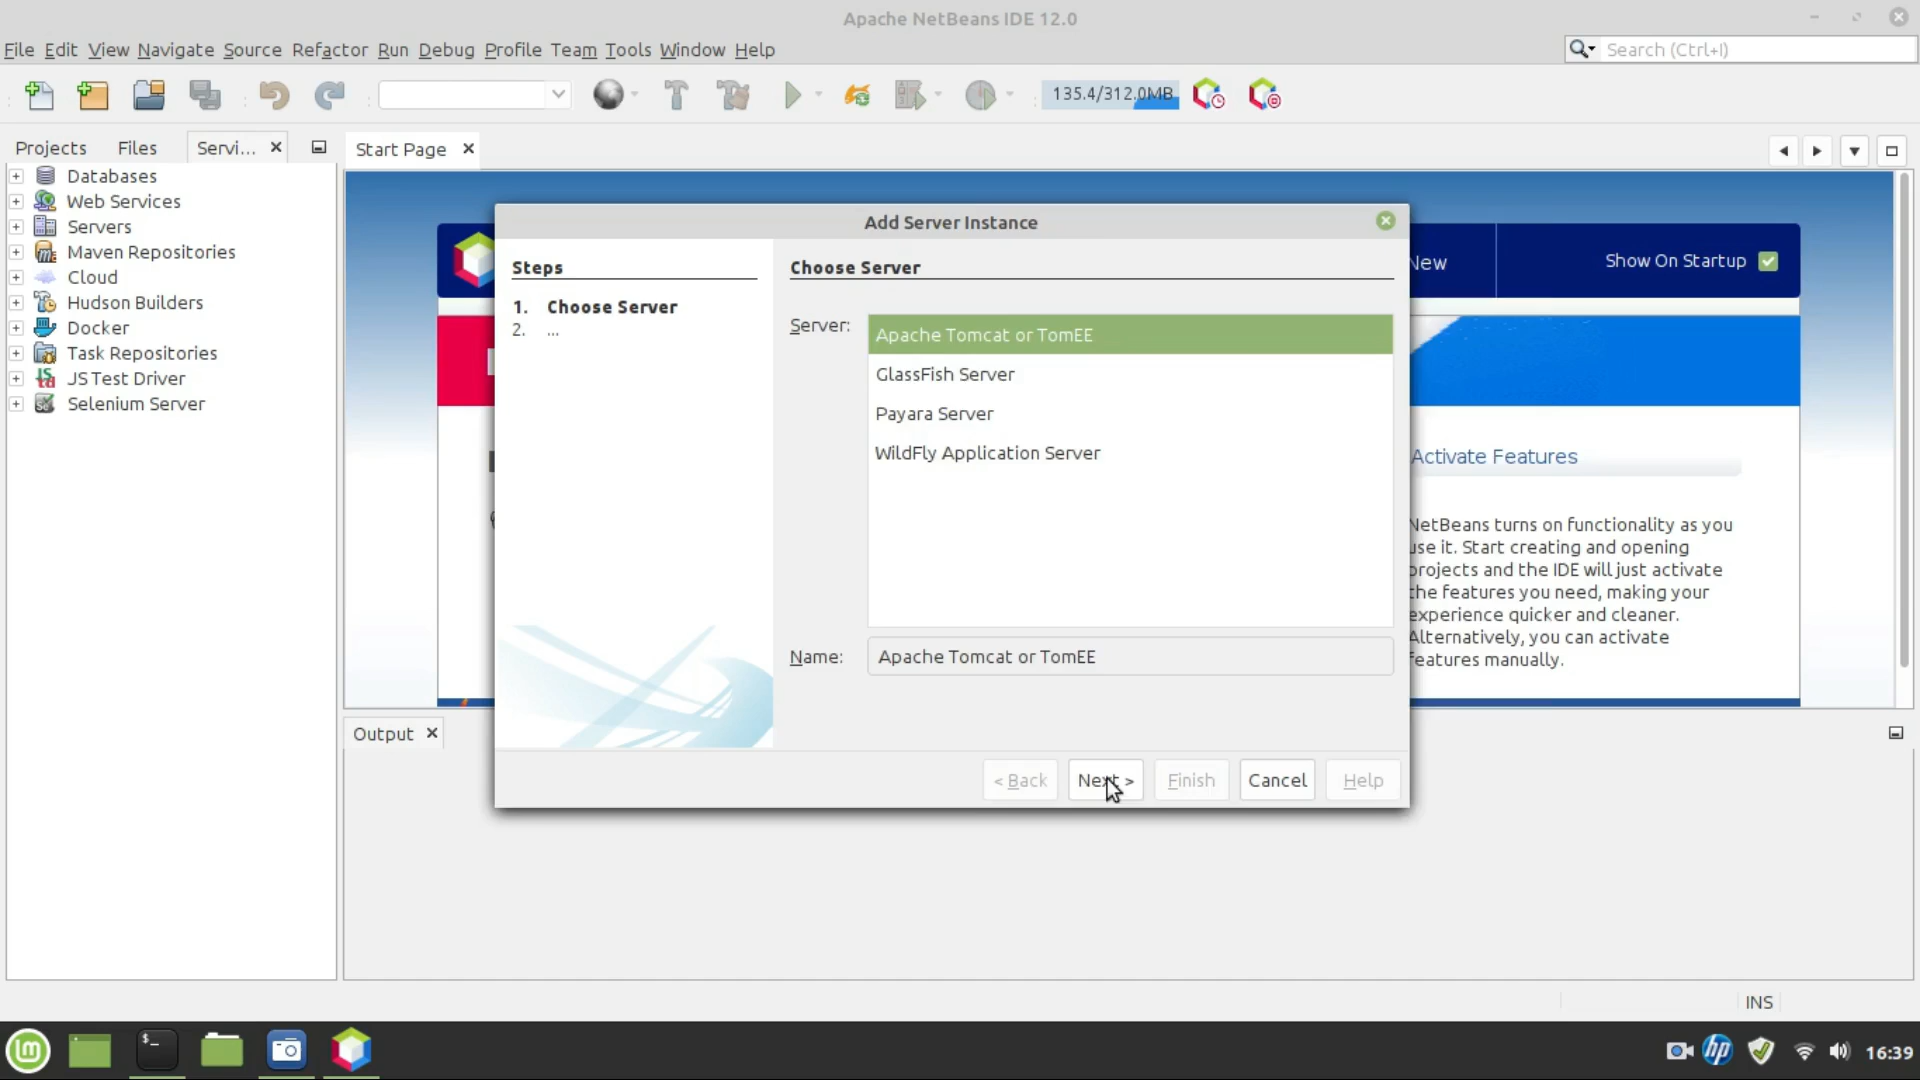 Apache NetBeans IDE 12.0
File Edit View Navigate Source Refactor Run Debug Profile Team Tools Window Help
Search (Ctrl+I)
135.4/312.0MB
Projects Files Servi...
Start Page
Databases
Web Services
Servers
Maven Repositories
Cloud
Hudson Builders
Docker
Task Repositories
JS Test Driver
Selenium Server
Show On Startup
Add Server Instance
Steps
1. Choose Server
2. ...
Choose Server
Server:
Apache Tomcat or TomEE
GlassFish Server
Payara Server
WildFly Application Server
Name: Apache Tomcat or TomEE
< Back Next > Finish Cancel Help
New
Activate Features
NetBeans turns on functionality as you
use it. Start creating and opening
projects and the IDE will just activate
the features you need, making your
experience quicker and cleaner.
Alternatively, you can activate
features manually.
Output
INS
$_
hp
16:39